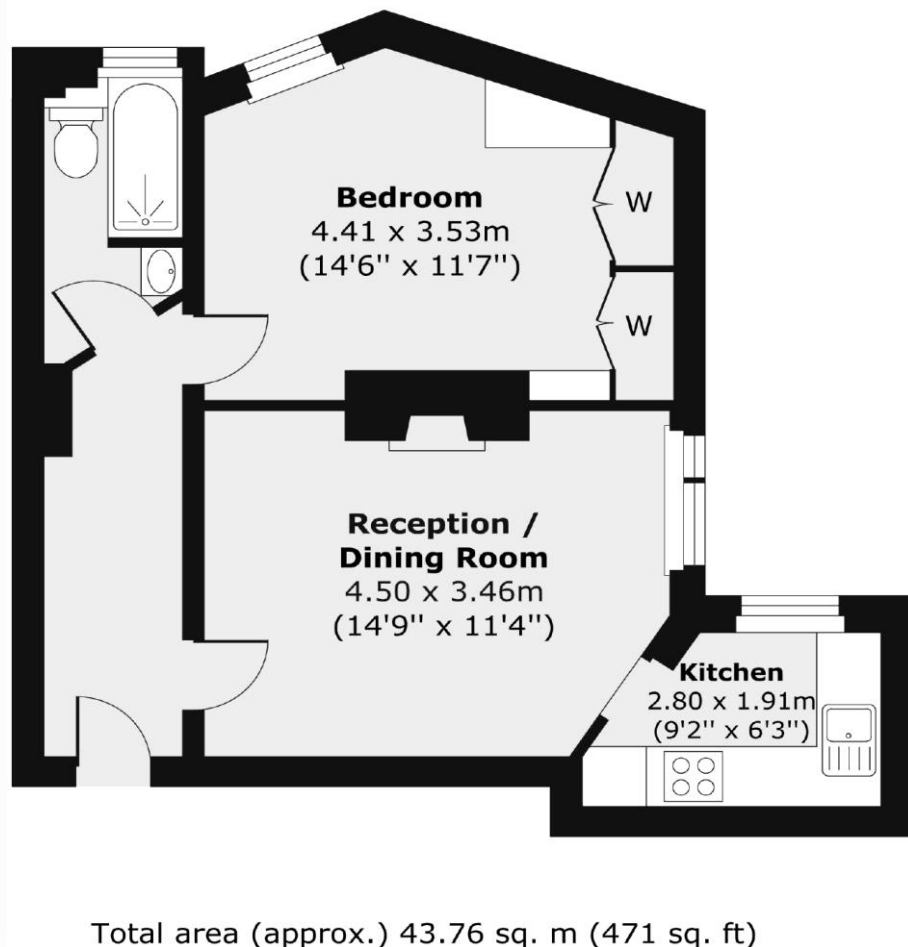 Bedroom
4.41 x 3.53m
(14'6'' x 11'7'')
W
W
Reception /
Dining Room
4.50 x 3.46m
(14'9'' x 11'4'')
Kitchen
2.80 x 1.91m
(9'2'' x 6'3'')
Total area (approx.) 43.76 sq. m (471 sq. ft)